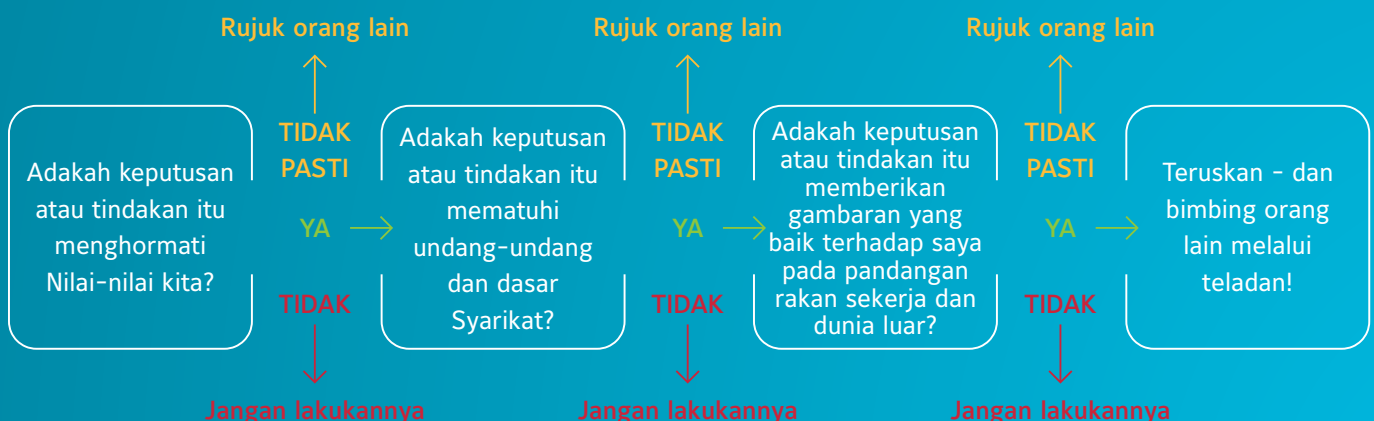 Rujuk orang lain
Rujuk orang lain
Rujuk orang lain
Adakah keputusan
atau tindakan itu
menghormati
Nilai-nilai kita?
TIDAK
PASTI
YA
TIDAK
Adakah keputusan
atau tindakan itu
mematuhi
undang-undang
dan dasar
Syarikat?
TIDAK
PASTI
YA
TIDAK
Adakah keputusan
atau tindakan itu
memberikan
gambaran yang
baik terhadap saya
pada pandangan
rakan sekerja dan
dunia luar?
TIDAK
PASTI
YA
TIDAK
Teruskan - dan
bimbing orang
lain melalui
teladan!
Jangan lakukannya
Jangan lakukannya
Jangan lakukannya